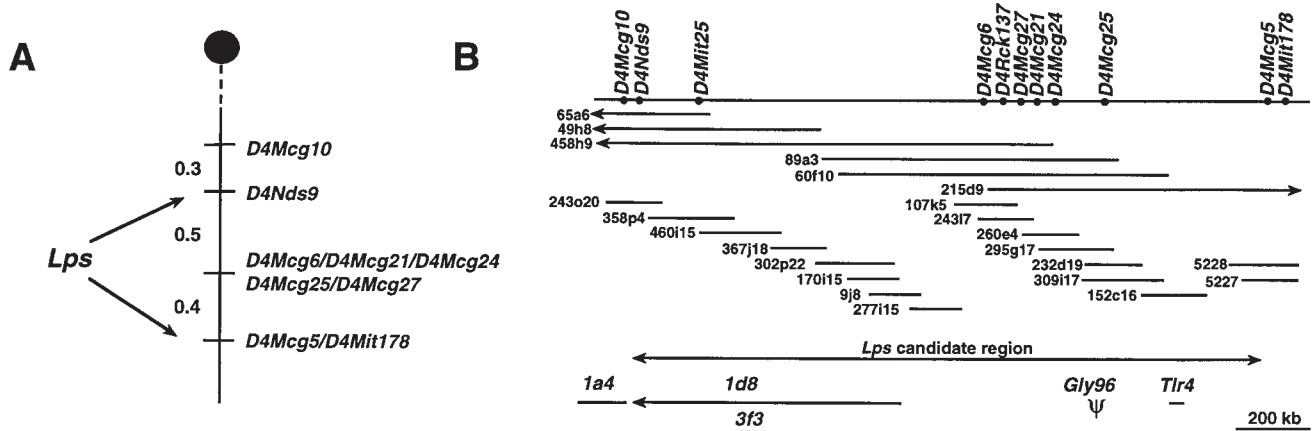 A
D4Mcg10
0.3
D4Nds9
0.5
Lps
D4Mcg6/D4Mcg21/D4Mcg24
D4Mcg25/D4Mcg27
0.4
D4Mcg5/D4Mit178
B
D4Mcg10
D4Nds9
D4Mit25
D4Mcg6
D4Rck137
D4Mcg27
D4Mcg21
D4Mcg24
D4Mcg25
D4Mcg5
D4Mit178
65a6
49h8
458h9
89a3
60f10
215d9
243o20
107k5
358p4
243l7
460i15
260e4
367j18
295g17
302p22
232d19
5228
170i15
309i17
5227
9j8
152c16
277i15
Lps candidate region
1a4
1d8
Gly96
Tlr4
3f3
ψ
200 kb